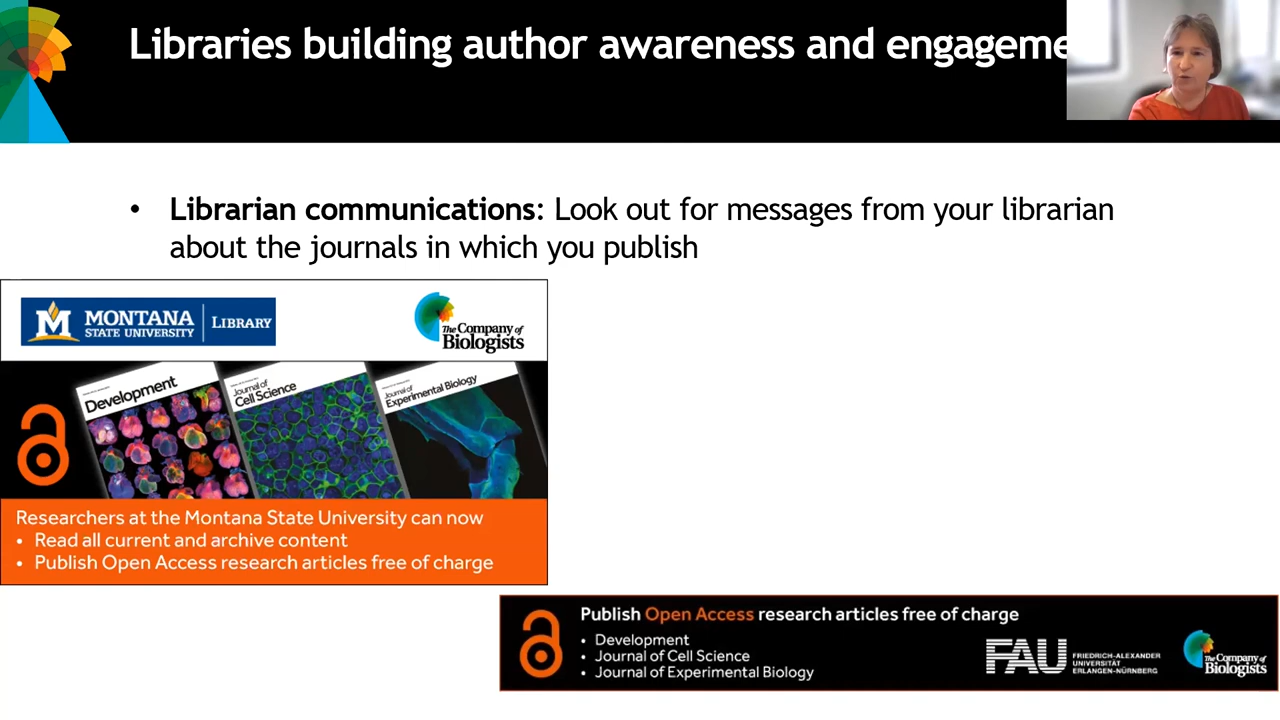 Libraries building author awareness and engageme
• Librarian communications: Look out for messages from your librarian
about the journals in which you publish
M MONTANA
STATE UNIVERSITY
LIBRARY
The Company of
Biologists
Development
Journal of
Cell Science
Journal of
Experimental Biology
Researchers at the Montana State University can now
• Read all current and archive content
• Publish Open Access research articles free of charge
Publish Open Access research articles free of charge
• Development
• Journal of Cell Science
• Journal of Experimental Biology
FAU
FRIEDRICH-ALEXANDER
UNIVERSITÄT
ERLANGEN-NÜRNBERG
The Company of
Biologists